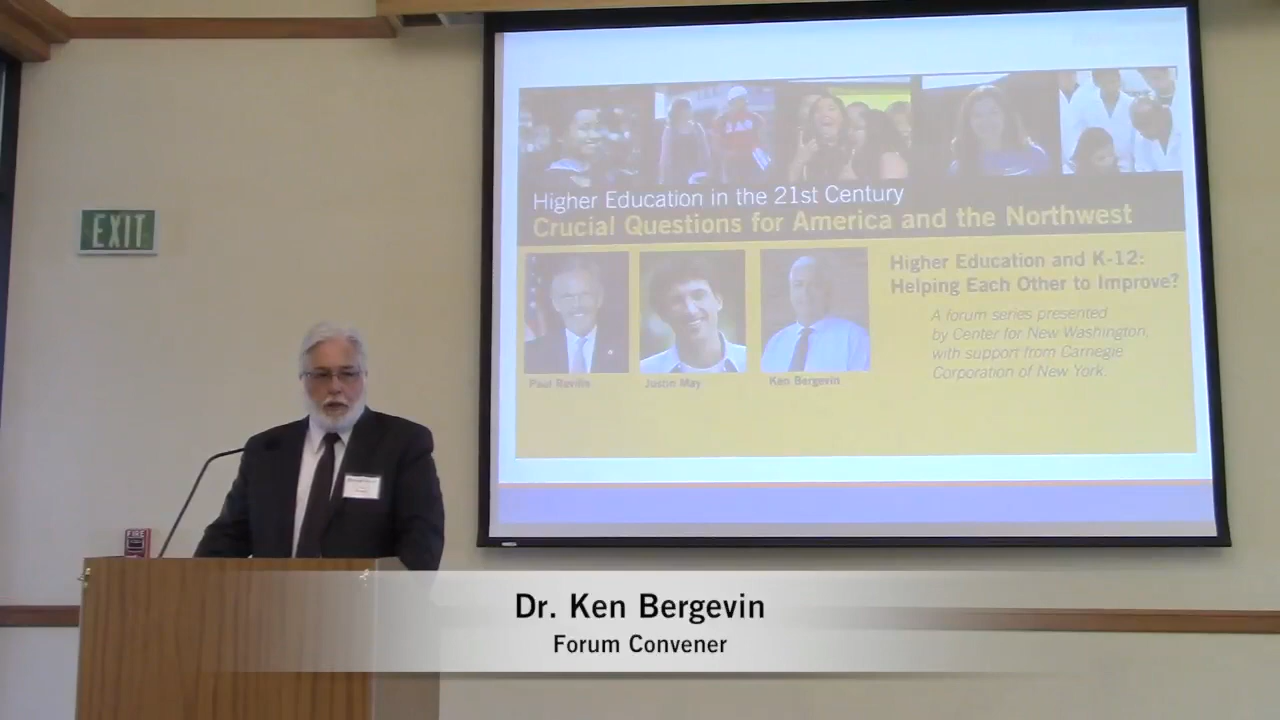 EXIT
Higher Education in the 21st Century
Crucial Questions for America and the Northwest
Higher Education and K-12:
Helping Each Other to Improve?
A forum series presented
by Center for New Washington,
with support from Carnegie
Corporation of New York.
Paul Reville
Justin May
Ken Bergevin
FIRE
Dr. Ken Bergevin
Forum Convener